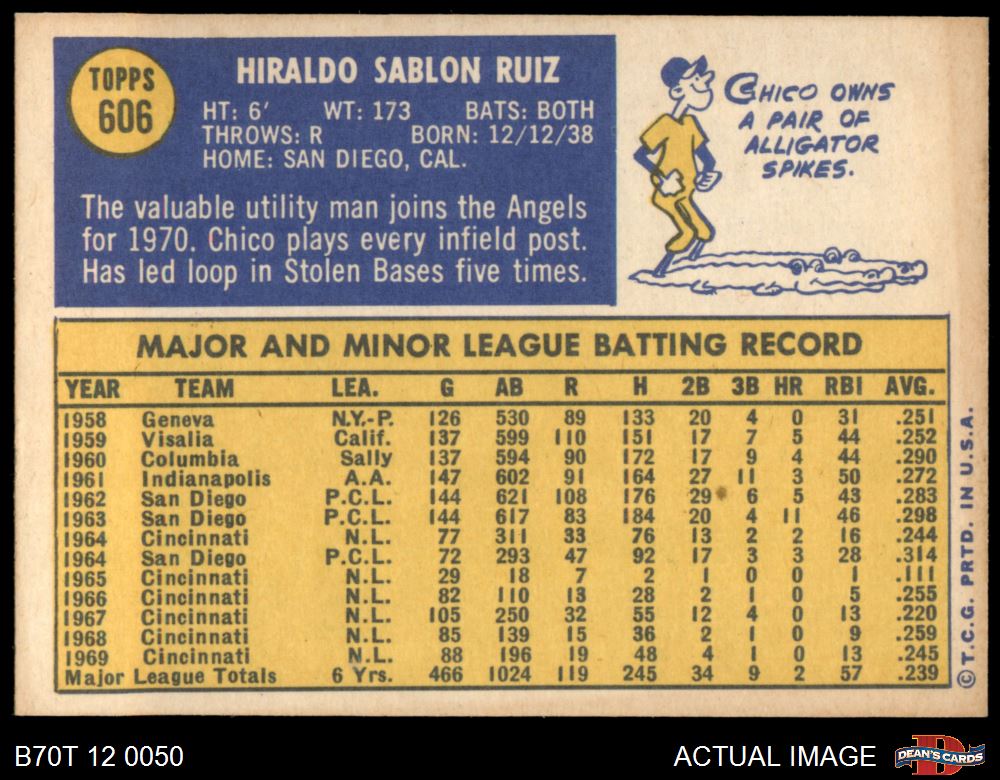 TOPPS
606
HIRALDO SABLON RUIZ
HT: 6' WT: 173 BATS: BOTH
THROWS: R BORN: 12/12/38
HOME: SAN DIEGO, CAL.
The valuable utility man joins the Angels
for 1970. Chico plays every infield post.
Has led loop in Stolen Bases five times.
CHICO OWNS
A PAIR OF
ALLIGATOR
SPIKES.
MAJOR AND MINOR LEAGUE BATTING RECORD
YEAR TEAM LEA. G AB R H 2B 3B HR RBI AVG.
1958 Geneva N.Y.-P. 126 530 89 133 20 4 0 31 .251
1959 Visalia Calif. 137 599 110 151 17 7 5 44 .252
1960 Columbia Sally 137 594 90 172 17 9 4 44 .290
1961 Indianapolis A.A. 147 602 91 164 27 11 3 50 .272
1962 San Diego P.C.L. 144 621 108 176 29 6 5 43 .283
1963 San Diego P.C.L. 144 617 83 184 20 4 11 46 .298
1964 Cincinnati N.L. 77 311 33 76 13 2 2 16 .244
1964 San Diego P.C.L. 72 293 47 92 17 3 3 28 .314
1965 Cincinnati N.L. 29 18 7 2 1 0 0 1 .111
1966 Cincinnati N.L. 82 110 13 28 2 1 0 5 .255
1967 Cincinnati N.L. 105 250 32 55 12 4 0 13 .220
1968 Cincinnati N.L. 85 139 15 36 2 1 0 9 .259
1969 Cincinnati N.L. 88 196 19 48 4 1 0 13 .245
Major League Totals 6 Yrs. 466 1024 119 245 34 9 2 57 .239
© T.C.G. PRTD. IN U.S.A.
B70T 12 0050
ACTUAL IMAGE
D
DEAN'S CARDS